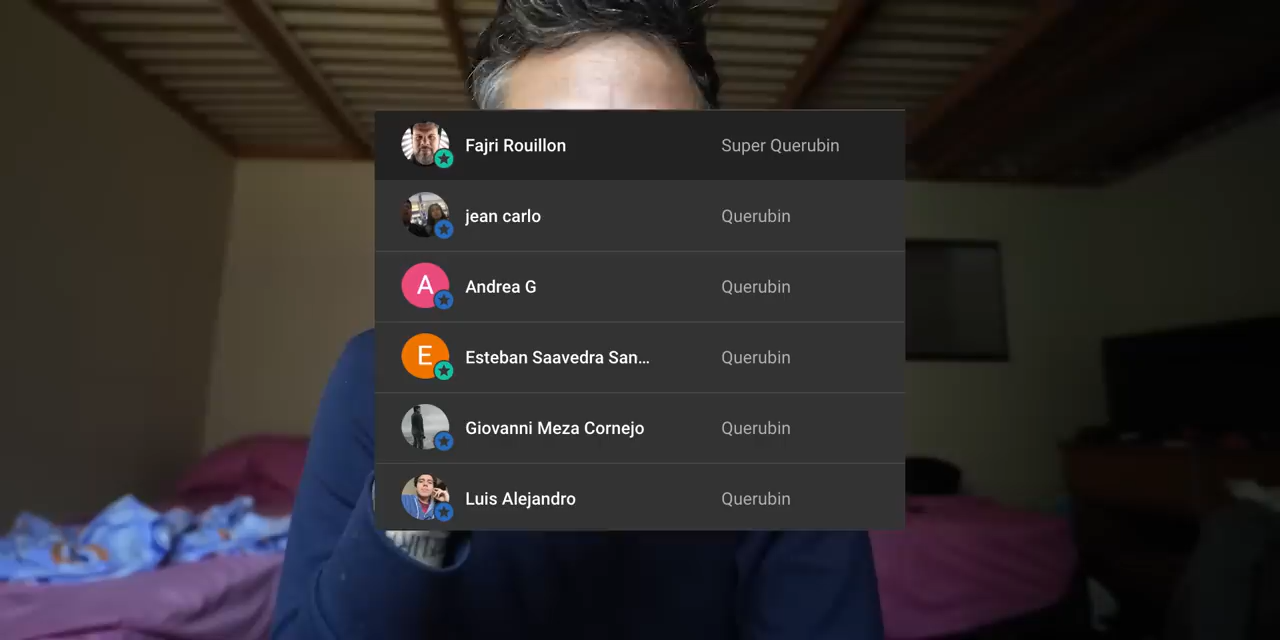 Fajri Rouillon Super Querubin
jean carlo Querubin
A Andrea G Querubin
E Esteban Saavedra San... Querubin
Giovanni Meza Cornejo Querubin
Luis Alejandro Querubin